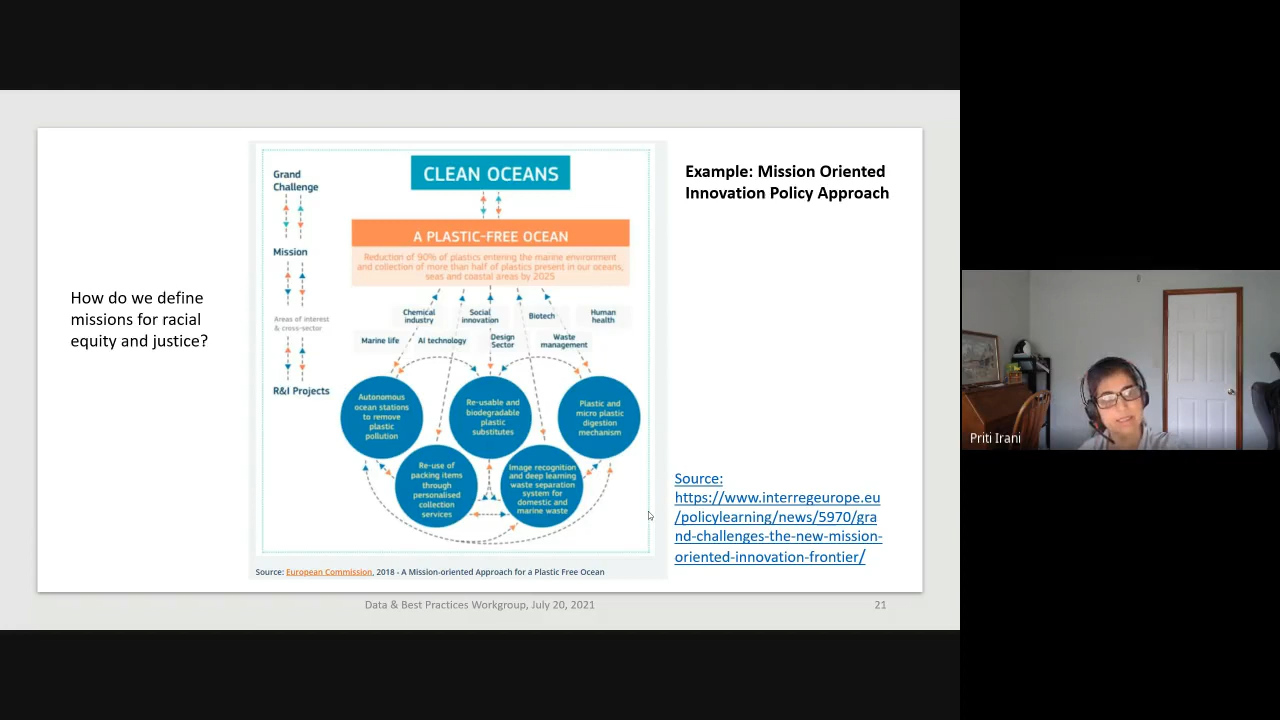 How do we define
missions for racial
equity and justice?
Grand
Challenge
Mission
Areas of interest
& cross-sector
R&I Projects
CLEAN OCEANS
A PLASTIC-FREE OCEAN
Reduction of 90% of plastics entering the marine environment
and collection of more than half of plastics present in our oceans,
seas and coastal areas by 2025
Chemical
industry
Social
innovation
Biotech
Human
health
Marine life
AI technology
Design
Sector
Waste
management
Autonomous
ocean stations
to remove
plastic
pollution
Re-usable and
biodegradable
plastic
substitutes
Plastic and
micro plastic
digestion
mechanism
Re-use of
packing items
through
personalised
collection
services
Image recognition
and deep learning
waste separation
system for
domestic and
marine waste
Source: European Commission, 2018 - A Mission-oriented Approach for a Plastic Free Ocean
Example: Mission Oriented
Innovation Policy Approach
Source:
https://www.interregeurope.eu
/policylearning/news/5970/gra
nd-challenges-the-new-mission-
oriented-innovation-frontier/
Data & Best Practices Workgroup, July 20, 2021
21
Priti Irani